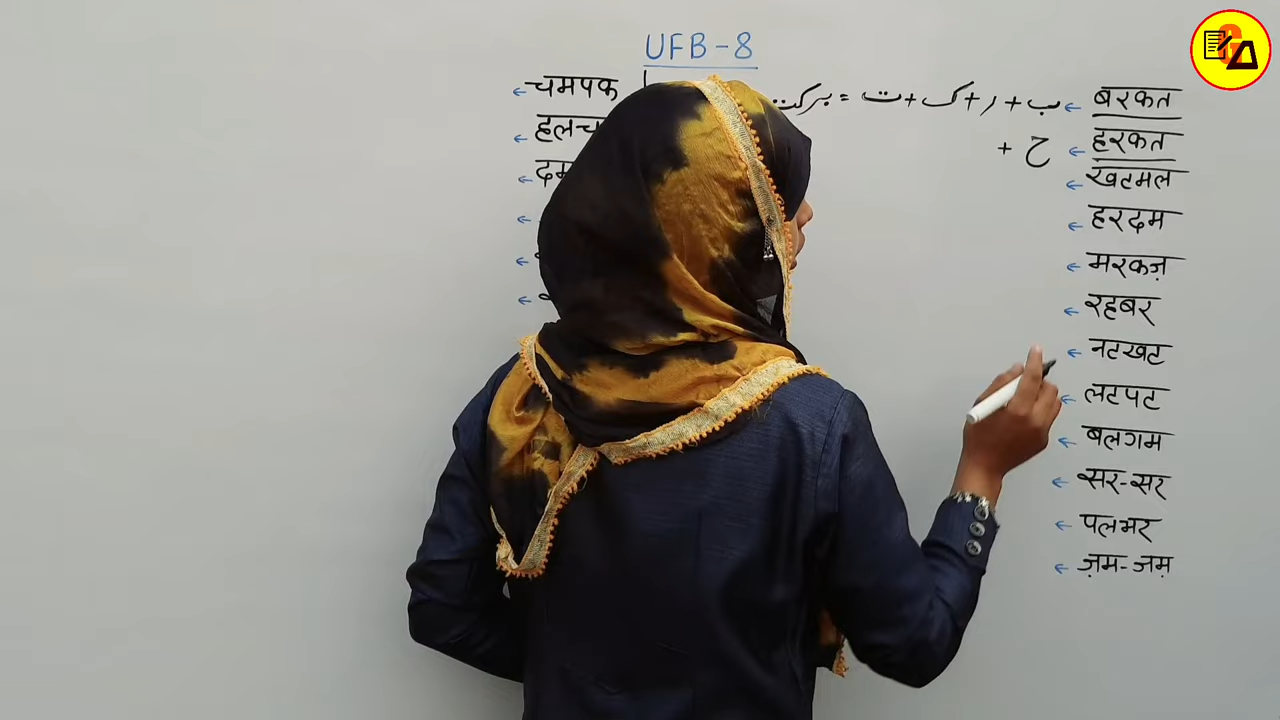 UFB-8
बरकत ← ب + ر + ک + ت = برکت
हरकत ← ح +
खटमल ←
हरदम ←
मरकज़ ←
रहबर ←
नटखट ←
लटपट ←
बलगम ←
सर-सर ←
पलभर ←
ज़म-ज़म ←
← चमपक
←
←
←
←
←